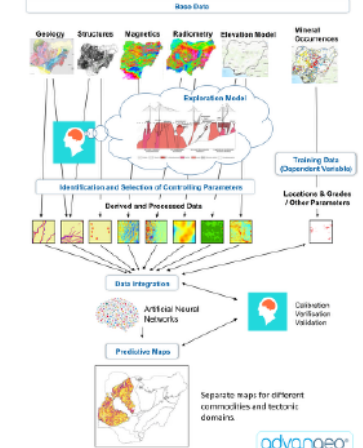 Base Data
Geology Structures Magnetics Radiometry Elevation Model
Mineral
Occurrences
Exploration Model
Training Data
(Dependent Variable)
Identification and Selection of Controlling Parameters
Locations & Grades
/ Other Parameters
Derived and Processed Data
Data Integration
Artificial Neural
Networks
Calibration
Verification
Validation
Predictive Maps
Separate maps for different
commodities and tectonic
domains
advangeo